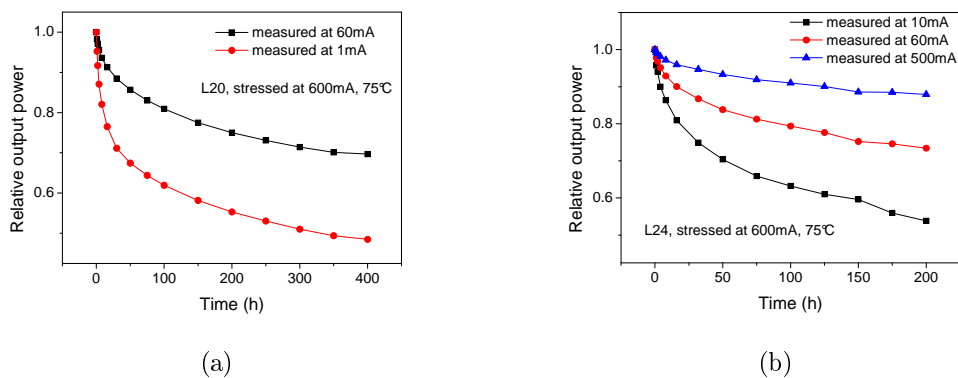 Relative output power
1.0
0.8
0.6
measured at 60mA
measured at 1mA
L20, stressed at 600mA, 75℃
0
100
200
300
400
Time (h)
(a)
Relative output power
1.0
0.8
0.6
measured at 10mA
measured at 60mA
measured at 500mA
L24, stressed at 600mA, 75℃
0
50
100
150
200
Time (h)
(b)